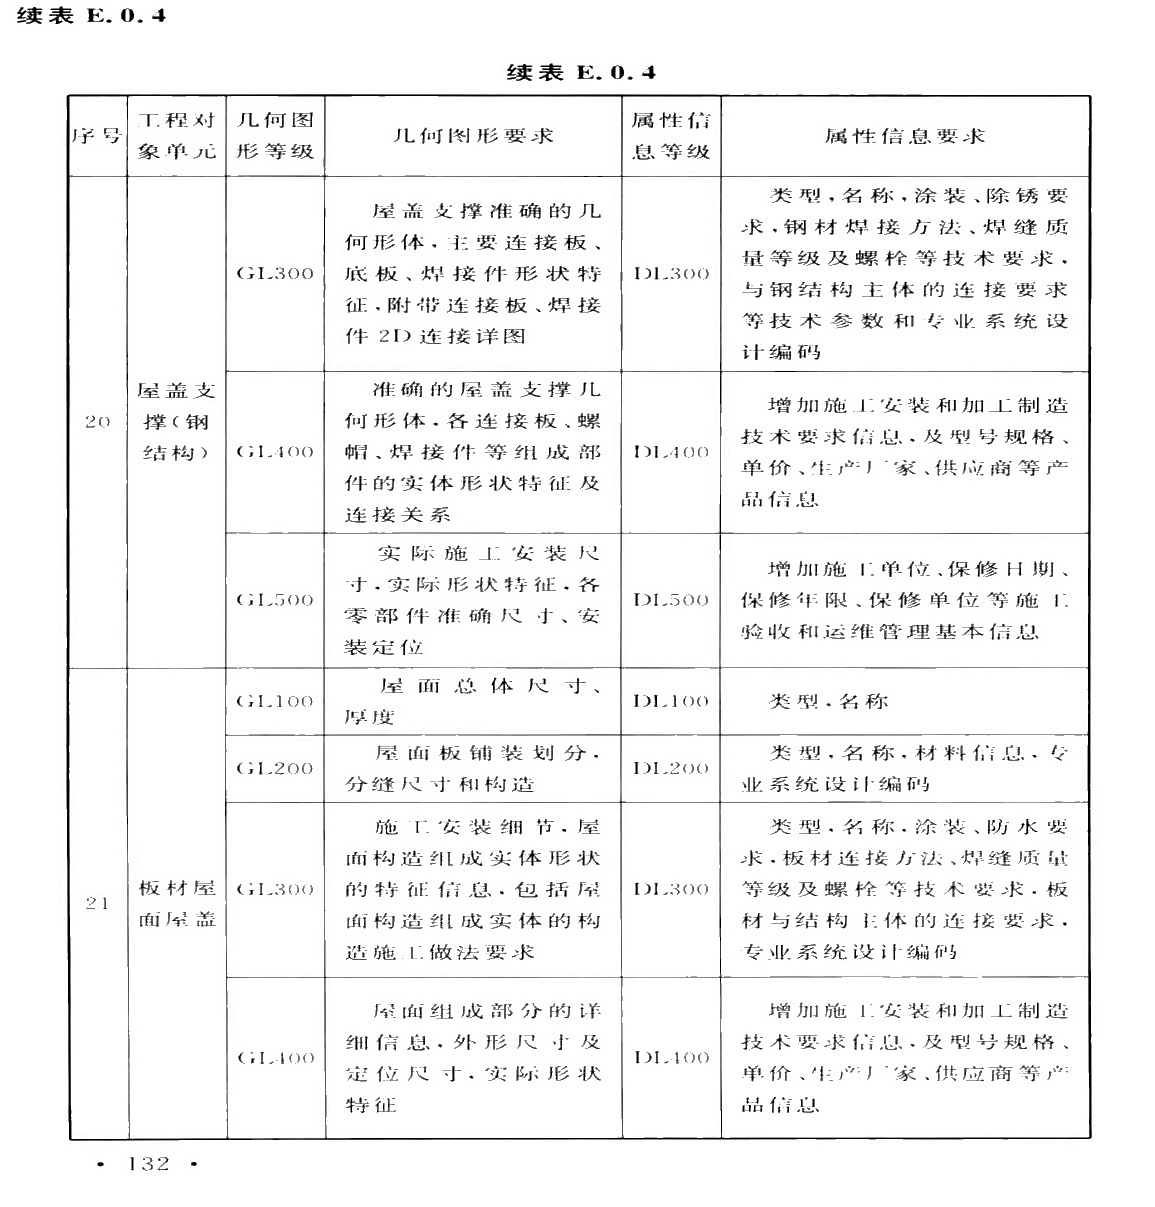 续表 E.0.4
续表 E.0.4
序号
工程对
象单元
几何图
形等级
几何图形要求
属性信
息等级
属性信息要求
20
屋盖支
撑(钢
结构)
GL300
屋盖支撑准确的几
何形体,主要连接板、
底板、焊接件形状特
征,附带连接板、焊接
件 2D 连接详图
DL300
类型,名称,涂装、除锈要
求,钢材焊接方法、焊缝质
量等级及螺栓等技术要求,
与钢结构主体的连接要求
等技术参数和专业系统设
计编码
GL400
准确的屋盖支撑几
何形体,各连接板、螺
帽、焊接件等组成部
件的实体形状特征及
连接关系
DL400
增加施工安装和加工制造
技术要求信息,及型号规格、
单价、生产厂家、供应商等产
品信息
GL500
实际施工安装尺
寸,实际形状特征,各
零部件准确尺寸、安
装定位
DL500
增加施工单位、保修日期、
保修年限、保修单位等施工
验收和运维管理基本信息
21
板材屋
面屋盖
GL100
屋面总体尺寸、
厚度
DL100
类型,名称
GL200
屋面板铺装划分,
分缝尺寸和构造
DL200
类型,名称,材料信息,专
业系统设计编码
GL300
施工安装细节,屋
面构造组成实体形状
的特征信息,包括屋
面构造组成实体的构
造施工做法要求
DL300
类型,名称,涂装、防水要
求,板材连接方法、焊缝质量
等级及螺栓等技术要求,板
材与结构主体的连接要求,
专业系统设计编码
GL400
屋面组成部分的详
细信息,外形尺寸及
定位尺寸,实际形状
特征
DL400
增加施工安装和加工制造
技术要求信息,及型号规格、
单价、生产厂家、供应商等产
品信息
· 132 ·